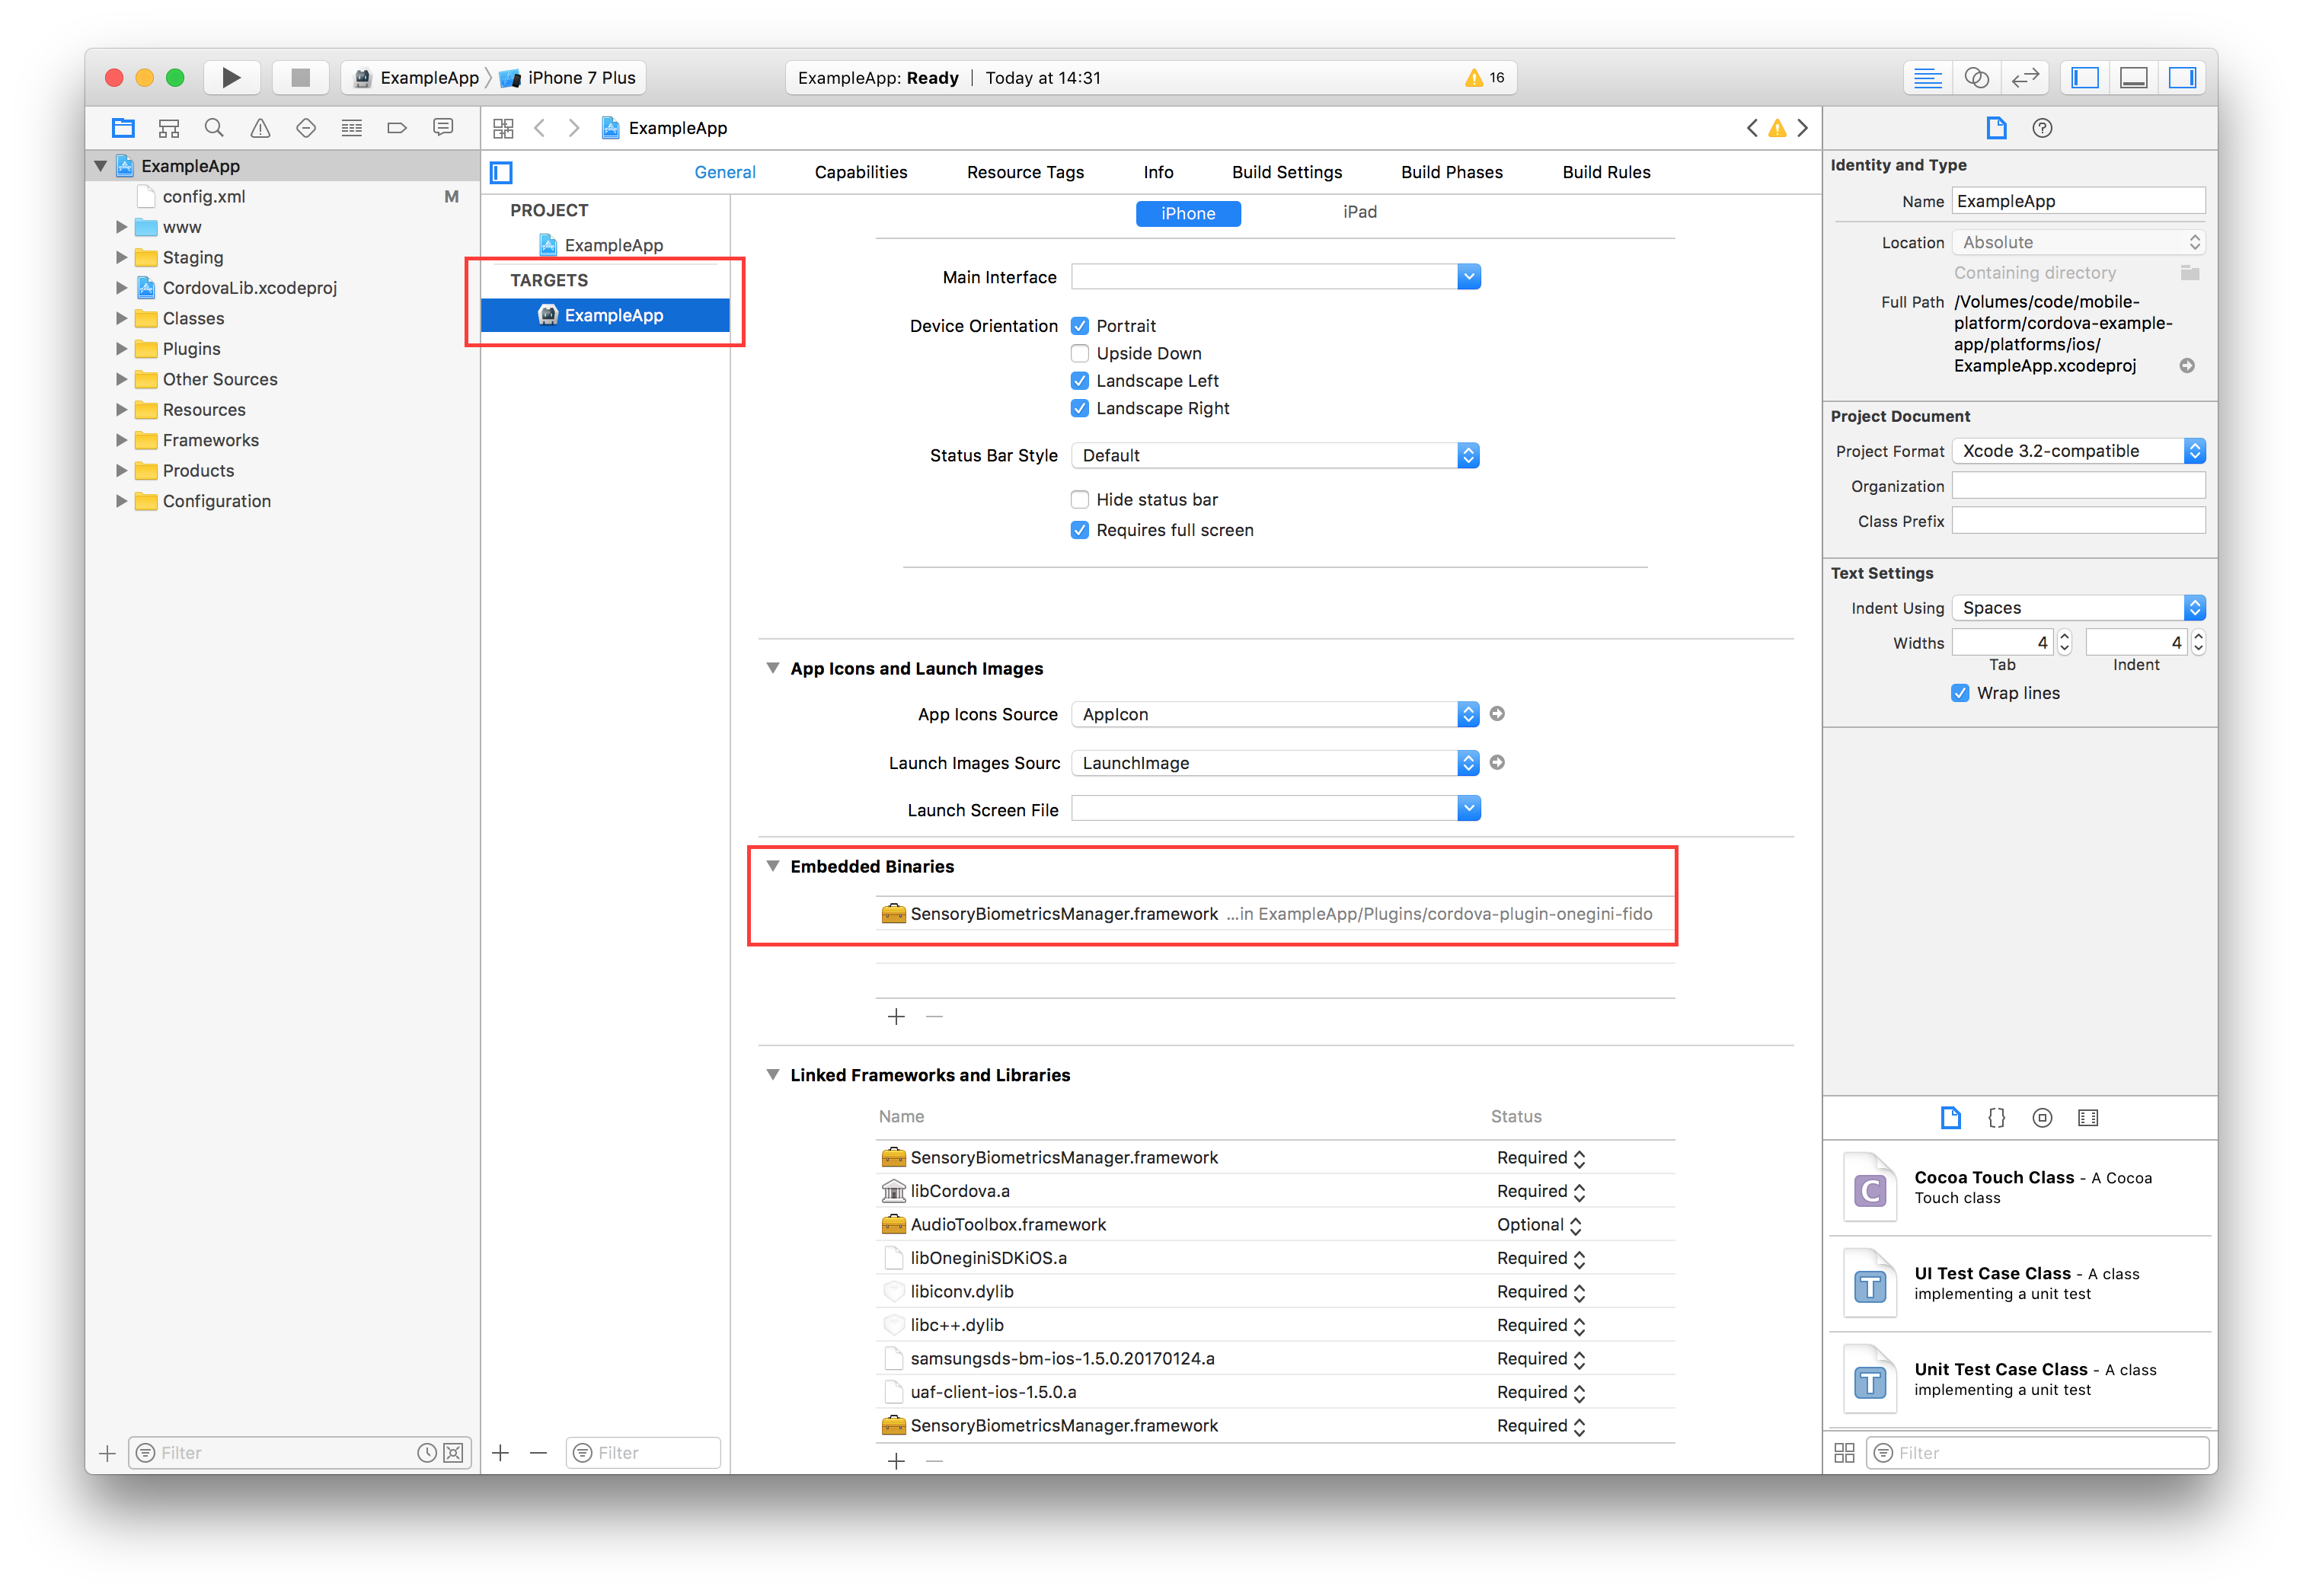 ExampleApp
iPhone 7 Plus
ExampleApp: Ready
Today at 14:31
16
ExampleApp
config.xml
M
www
Staging
CordovaLib.xcodeproj
Classes
Plugins
Other Sources
Resources
Frameworks
Products
Configuration
Filter
ExampleApp
General
Capabilities
Resource Tags
Info
Build Settings
Build Phases
Build Rules
PROJECT
ExampleApp
TARGETS
ExampleApp
Filter
iPhone
iPad
Main Interface
Device Orientation
Portrait
Upside Down
Landscape Left
Landscape Right
Status Bar Style
Default
Hide status bar
Requires full screen
App Icons and Launch Images
App Icons Source
AppIcon
Launch Images Sourc
LaunchImage
Launch Screen File
Embedded Binaries
SensoryBiometricsManager.framework ...in ExampleApp/Plugins/cordova-plugin-onegini-fido
Linked Frameworks and Libraries
Name
Status
SensoryBiometricsManager.framework
Required
libCordova.a
Required
AudioToolbox.framework
Optional
libOneginiSDKiOS.a
Required
libiconv.dylib
Required
libc++.dylib
Required
samsungsds-bm-ios-1.5.0.20170124.a
Required
uaf-client-ios-1.5.0.a
Required
SensoryBiometricsManager.framework
Required
Identity and Type
Name
ExampleApp
Location
Absolute
Containing directory
Full Path
/Volumes/code/mobile-
platform/cordova-example-
app/platforms/ios/
ExampleApp.xcodeproj
Project Document
Project Format
Xcode 3.2-compatible
Organization
Class Prefix
Text Settings
Indent Using
Spaces
Widths
4
4
Tab
Indent
Wrap lines
{}
C
Cocoa Touch Class - A Cocoa
Touch class
T
UI Test Case Class - A class
implementing a unit test
T
Unit Test Case Class - A class
implementing a unit test
Filter